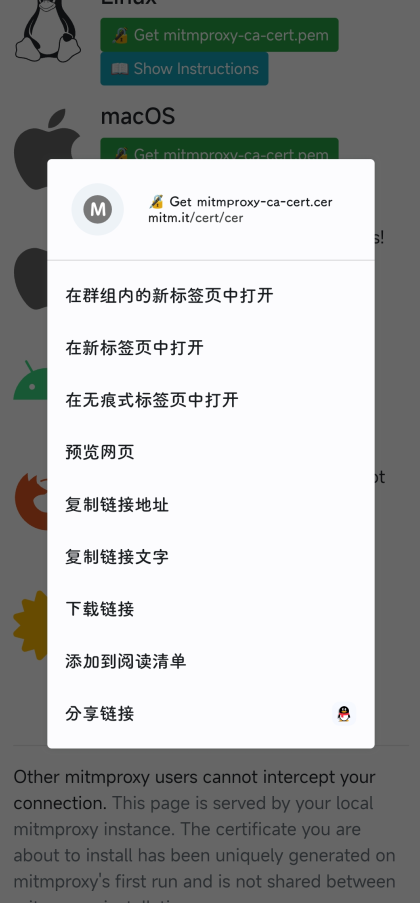 Linux
🔏 Get mitmproxy-ca-cert.pem
📖 Show Instructions
macOS
🔏 Get mitmproxy-ca-cert.pem
M
🔏 Get mitmproxy-ca-cert.cer
mitm.it/cert/cer
s!
在群组内的新标签页中打开
在新标签页中打开
在无痕式标签页中打开
预览网页
复制链接地址
复制链接文字
下载链接
添加到阅读清单
分享链接
Other mitmproxy users cannot intercept your
connection. This page is served by your local
mitmproxy instance. The certificate you are
about to install has been uniquely generated on
mitmproxy's first run and is not shared between